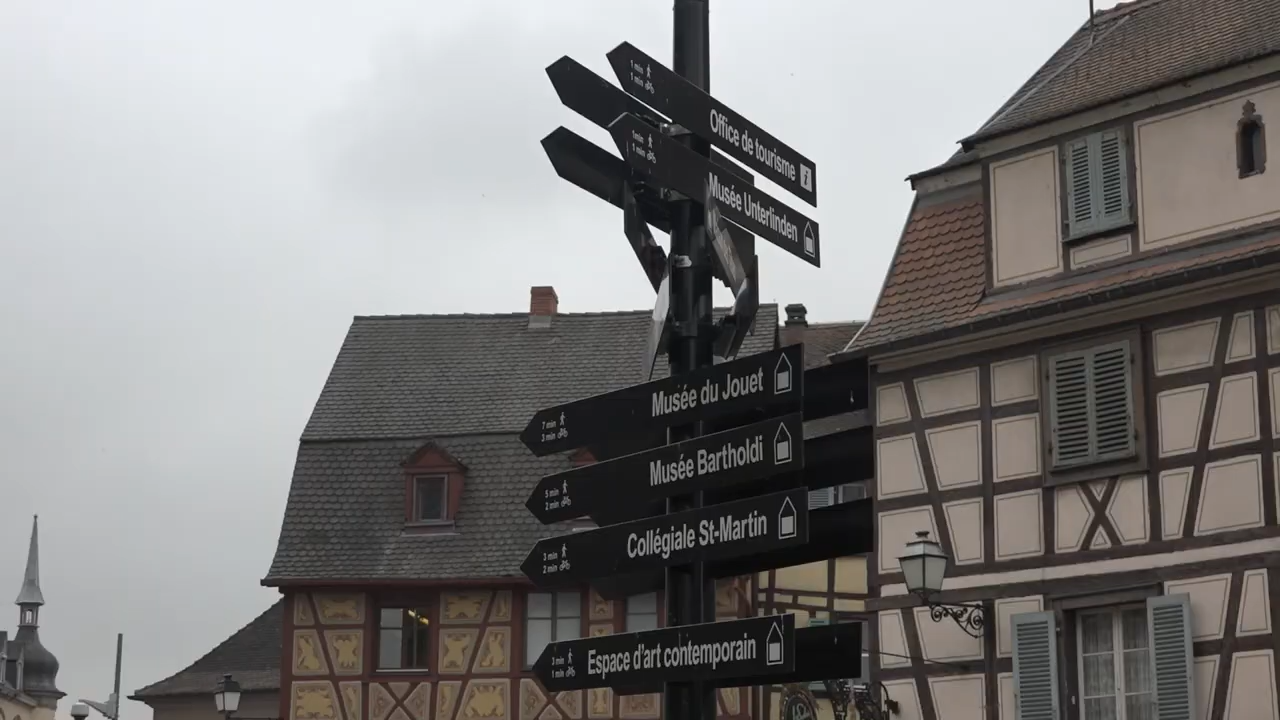 1 min
1 min
Office de tourisme
i
1 min
1 min
Musée Unterlinden
7 min
3 min
Musée du Jouet
5 min
2 min
Musée Bartholdi
3 min
2 min
Collégiale St-Martin
3 min
1 min
Espace d'art contemporain